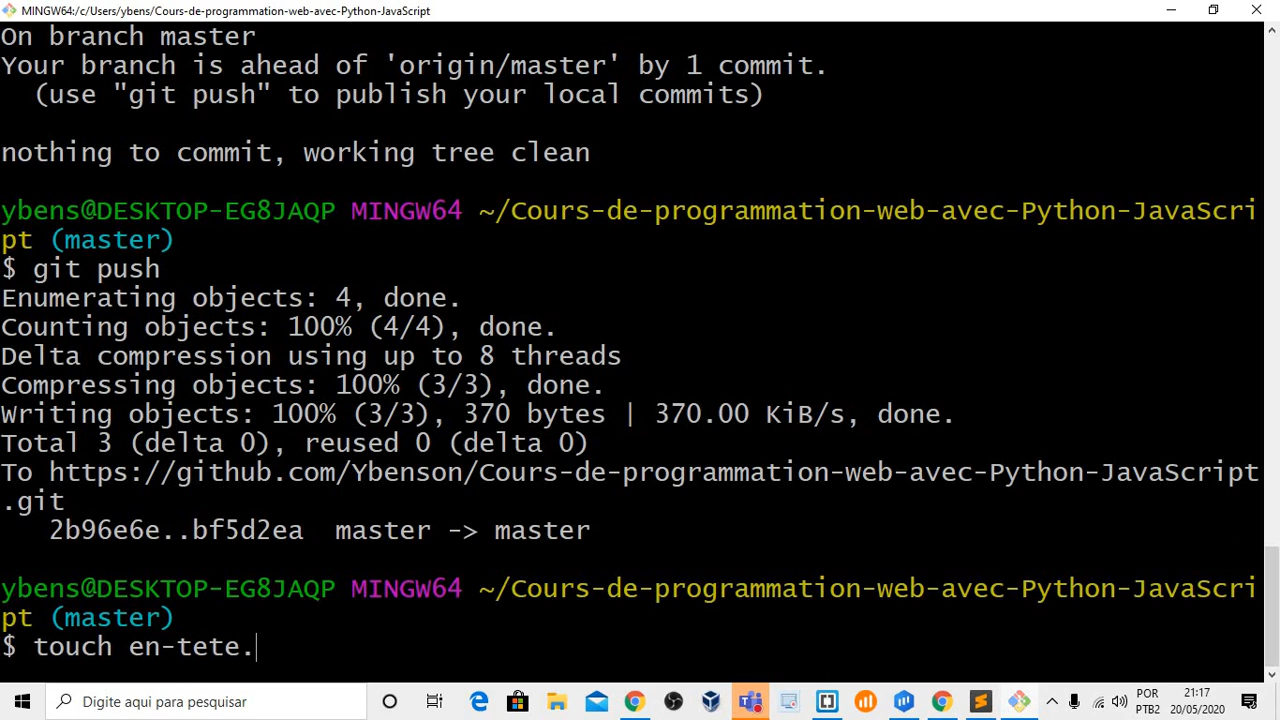 MINGW64:/c/Users/ybens/Cours-de-programmation-web-avec-Python-JavaScript
On branch master
Your branch is ahead of 'origin/master' by 1 commit.
(use "git push" to publish your local commits)
nothing to commit, working tree clean
ybens@DESKTOP-EG8JAQP MINGW64 ~/Cours-de-programmation-web-avec-Python-JavaScri
pt (master)
$ git push
Enumerating objects: 4, done.
Counting objects: 100% (4/4), done.
Delta compression using up to 8 threads
Compressing objects: 100% (3/3), done.
Writing objects: 100% (3/3), 370 bytes | 370.00 KiB/s, done.
Total 3 (delta 0), reused 0 (delta 0)
To https://github.com/Ybenson/Cours-de-programmation-web-avec-Python-JavaScript
.git
2b96e6e..bf5d2ea  master -> master
ybens@DESKTOP-EG8JAQP MINGW64 ~/Cours-de-programmation-web-avec-Python-JavaScri
pt (master)
$ touch en-tete.
Digite aqui para pesquisar
POR
PTB2
21:17
20/05/2020